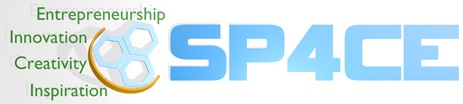 Entrepreneurship
Innovation
Creativity
Inspiration
SP4CE